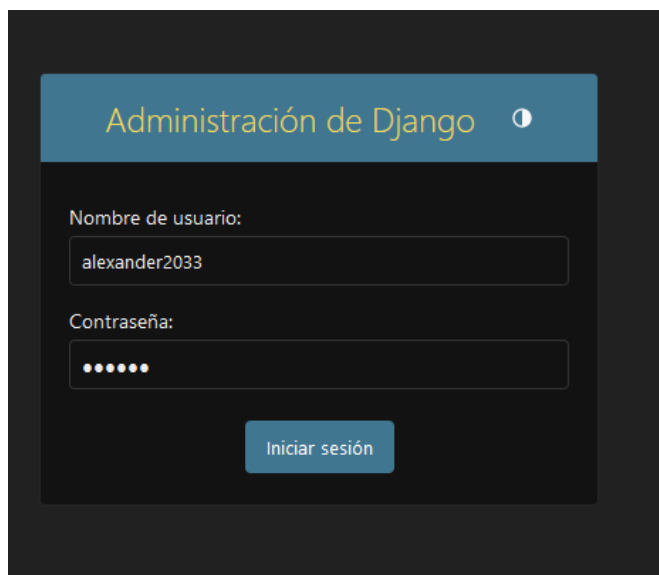 Administración de Django
Nombre de usuario:
alexander2033
Contraseña:
●●●●●●
Iniciar sesión